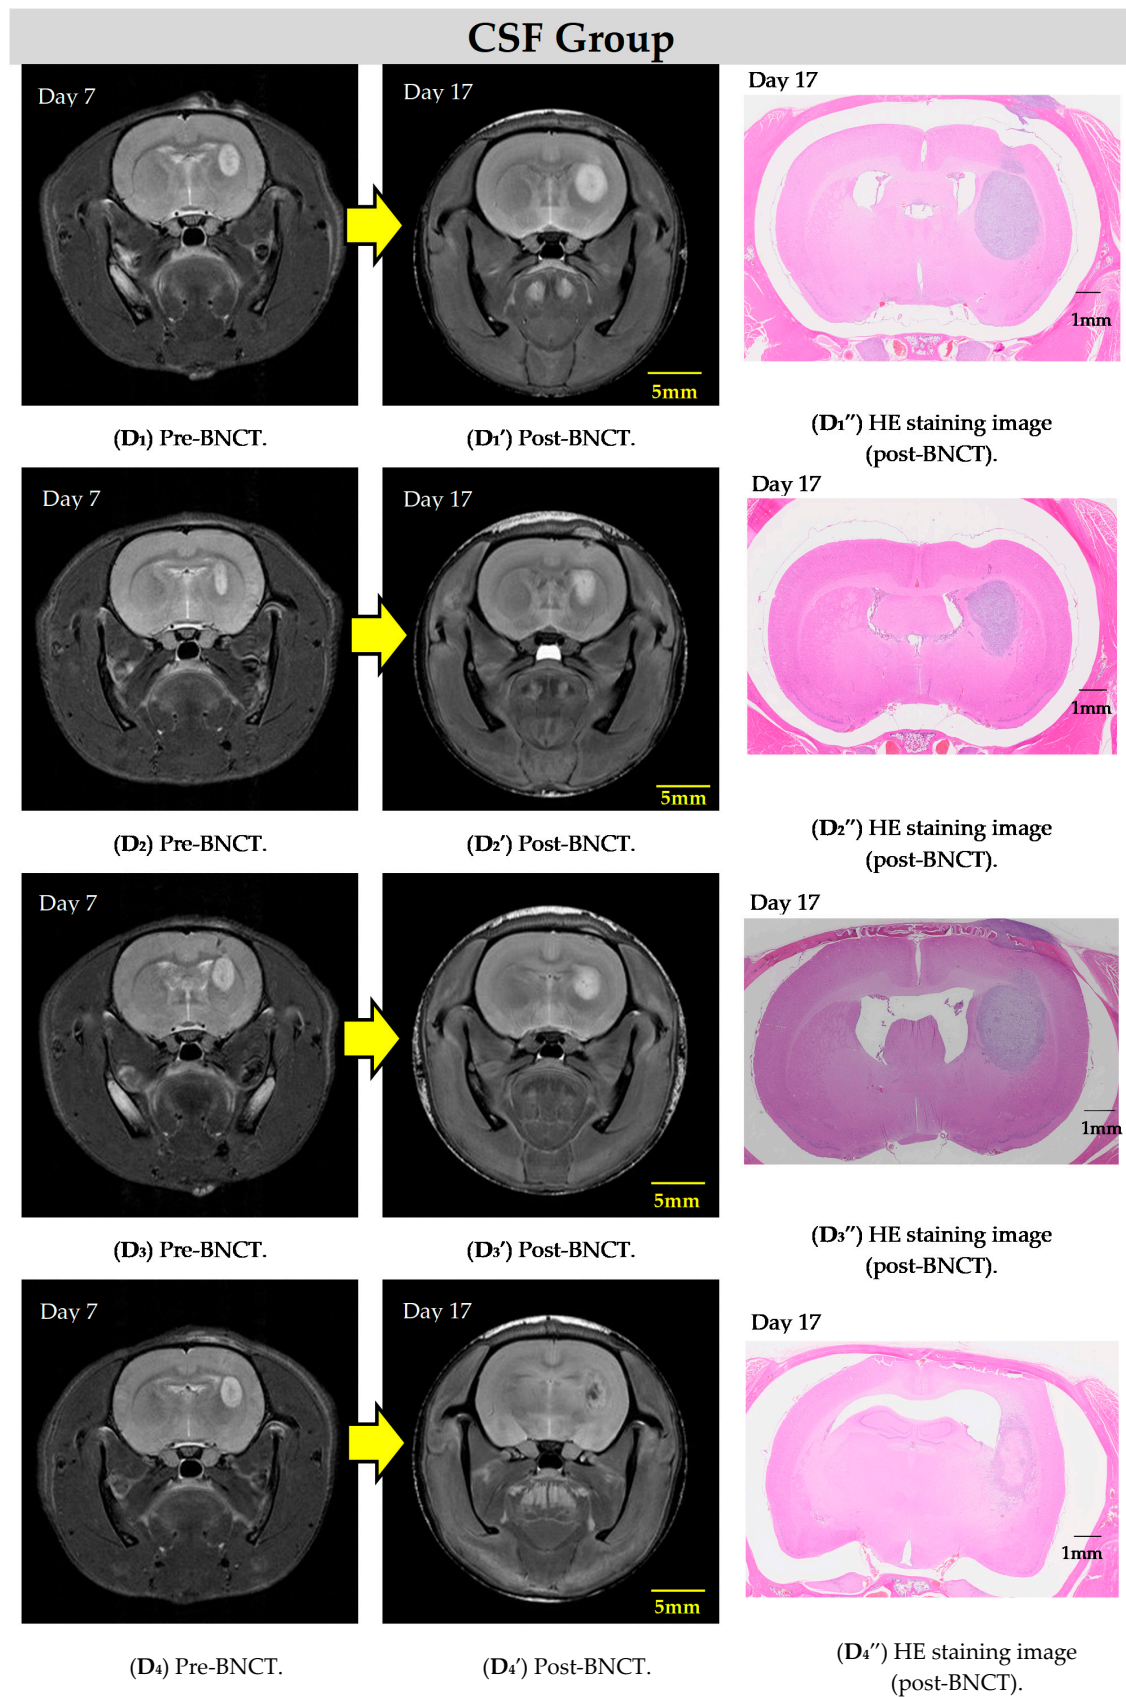 CSF Group
Day 7
Day 17
Day 17
5mm
1mm
(D1) Pre-BNCT.
(D1′) Post-BNCT.
(D1″) HE staining image
(post-BNCT).
Day 7
Day 17
Day 17
5mm
1mm
(D2) Pre-BNCT.
(D2′) Post-BNCT.
(D2″) HE staining image
(post-BNCT).
Day 7
Day 17
Day 17
5mm
1mm
(D3) Pre-BNCT.
(D3′) Post-BNCT.
(D3″) HE staining image
(post-BNCT).
Day 7
Day 17
Day 17
5mm
1mm
(D4) Pre-BNCT.
(D4′) Post-BNCT.
(D4″) HE staining image
(post-BNCT).